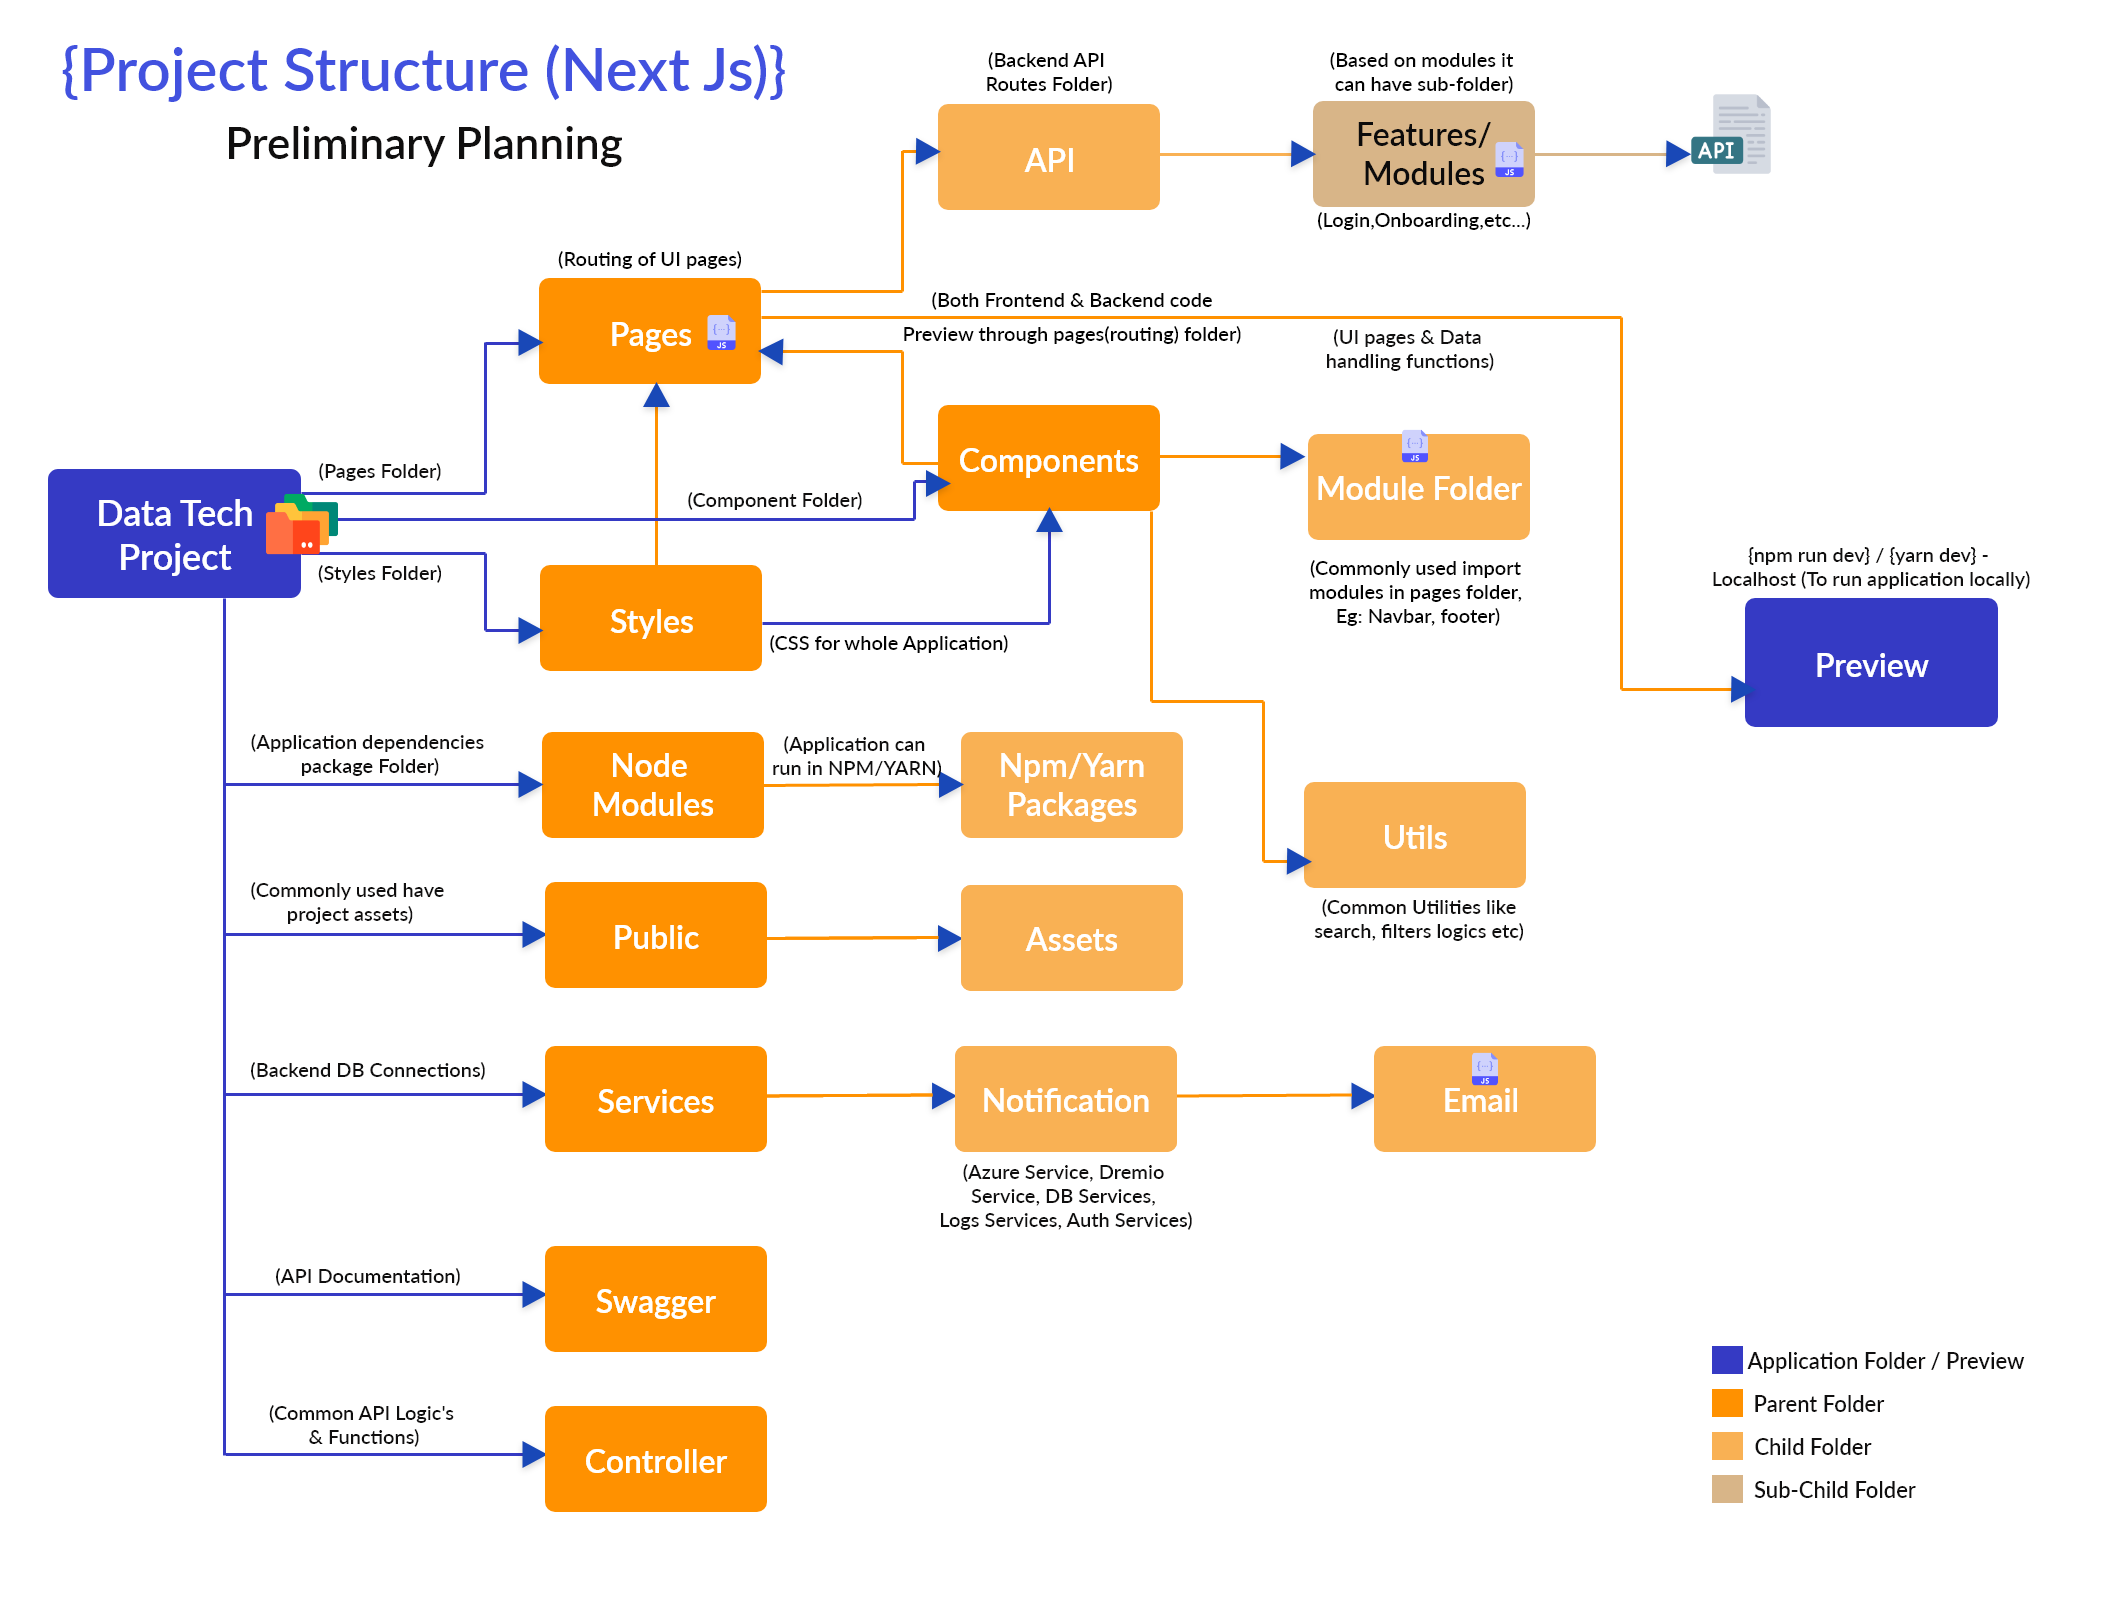 {Project Structure (Next Js)}
Preliminary Planning
(Backend API
Routes Folder)
API
(Based on modules it
can have sub-folder)
Features/
Modules
{···}
JS
(Login,Onboarding,etc...)
API
(Routing of UI pages)
Pages
{···}
JS
(Both Frontend & Backend code
Preview through pages(routing) folder)
(UI pages & Data
handling functions)
Components
{···}
JS
Module Folder
(Commonly used import
modules in pages folder,
Eg: Navbar, footer)
(Pages Folder)
(Component Folder)
Data Tech
Project
(Styles Folder)
Styles
(CSS for whole Application)
{npm run dev} / {yarn dev} -
Localhost (To run application locally)
Preview
(Application dependencies
package Folder)
Node
Modules
(Application can
run in NPM/YARN)
Npm/Yarn
Packages
Utils
(Common Utilities like
search, filters logics etc)
(Commonly used have
project assets)
Public
Assets
(Backend DB Connections)
Services
Notification
(Azure Service, Dremio
Service, DB Services,
Logs Services, Auth Services)
{···}
JS
Email
(API Documentation)
Swagger
(Common API Logic's
& Functions)
Controller
Application Folder / Preview
Parent Folder
Child Folder
Sub-Child Folder